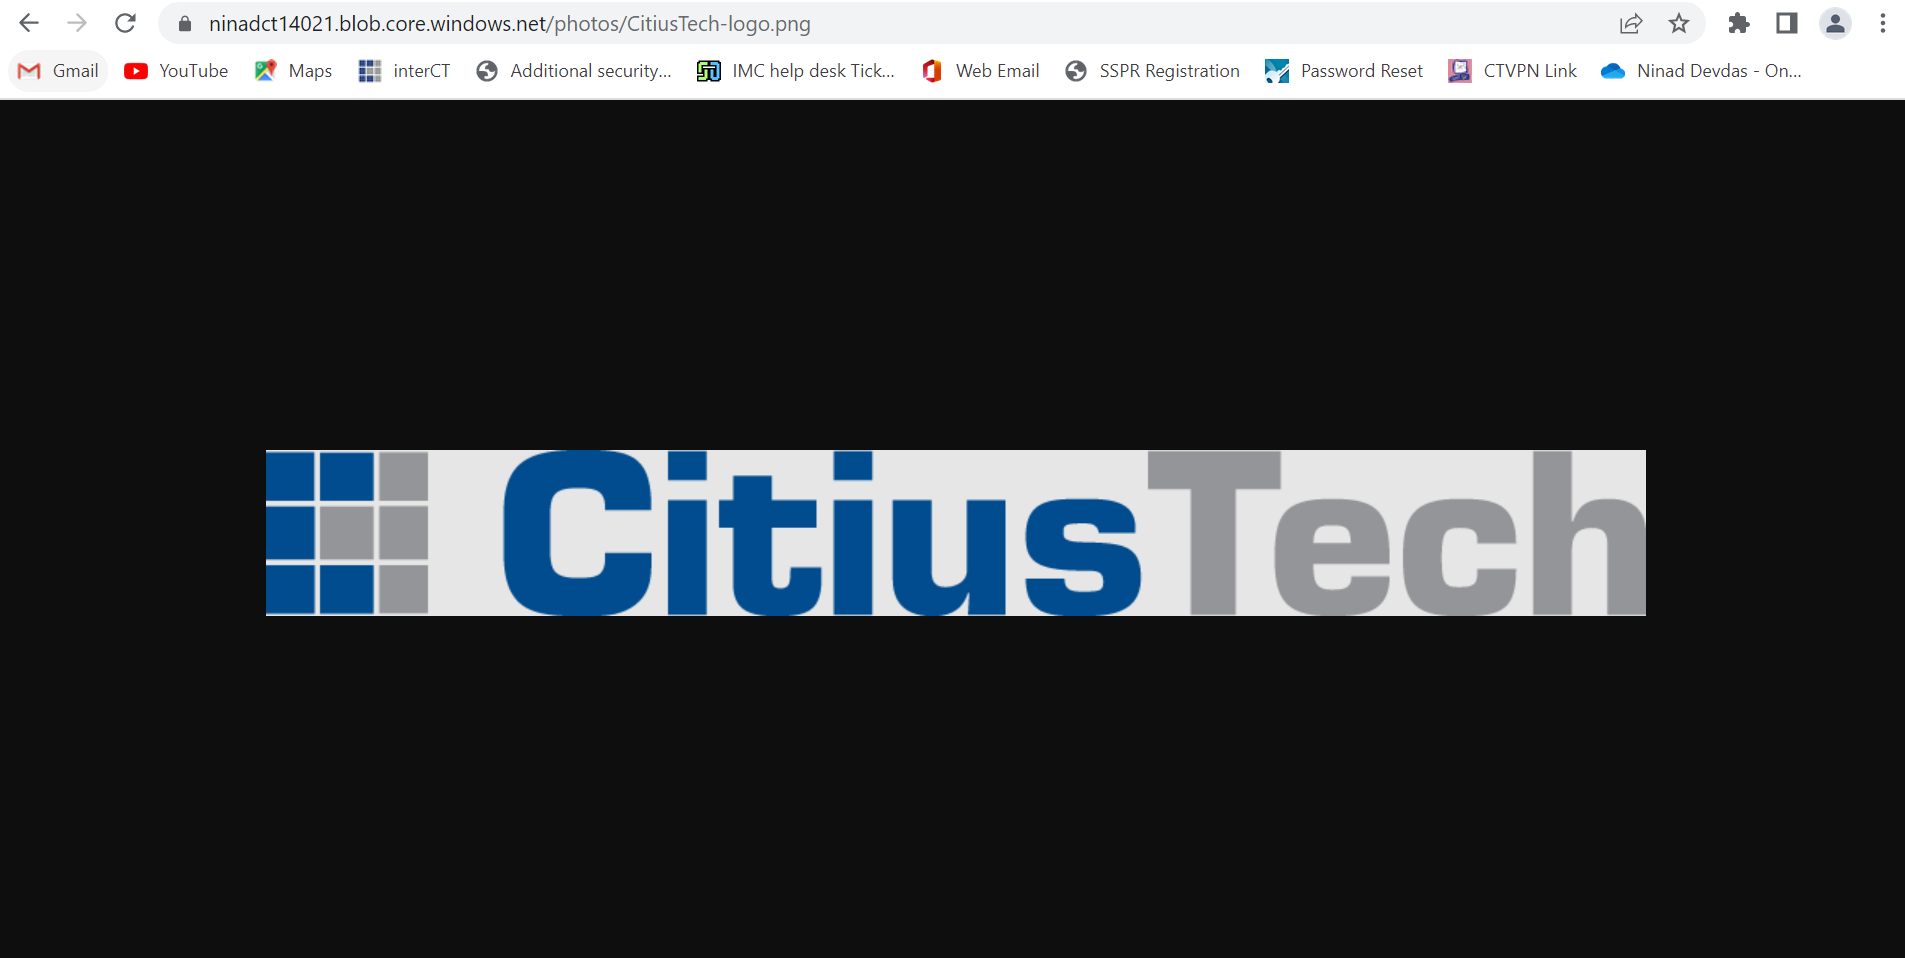 ninadct14021.blob.core.windows.net/photos/CitiusTech-logo.png
Gmail YouTube Maps interCT Additional security... IMC help desk Tick... Web Email SSPR Registration Password Reset CTVPN Link Ninad Devdas - On...
CitiusTech